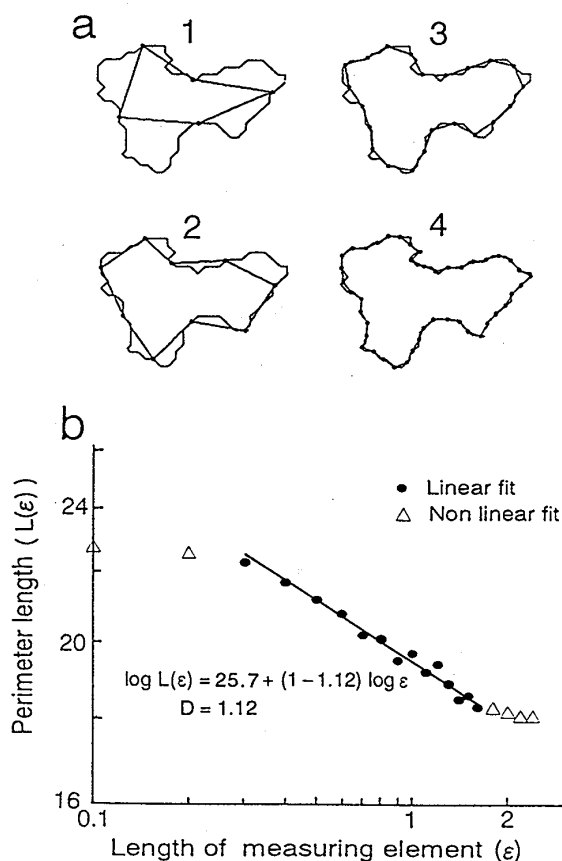 a
1
3
2
4
b
Perimeter length (L(ε))
24
20
16
● Linear fit
△ Non linear fit
log L(ε) = 25.7 + (1 − 1.12) log ε
D = 1.12
0.1
1
2
Length of measuring element (ε)